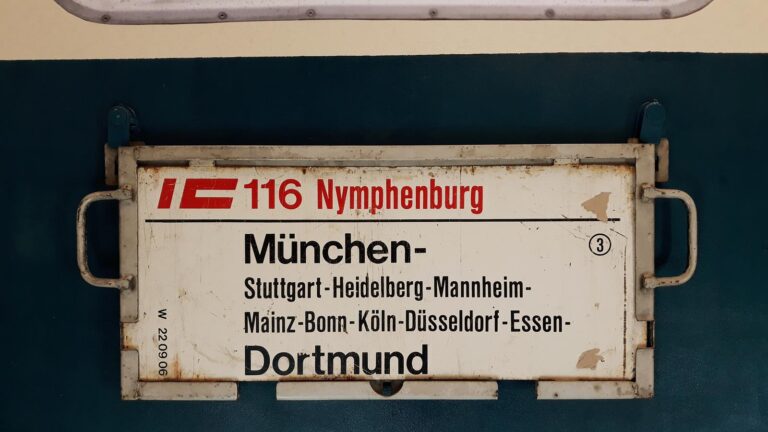 IC 116 Nymphenburg
München-
③
Stuttgart-Heidelberg-Mannheim-
Mainz-Bonn-Köln-Düsseldorf-Essen-
Dortmund
W 22 09 06